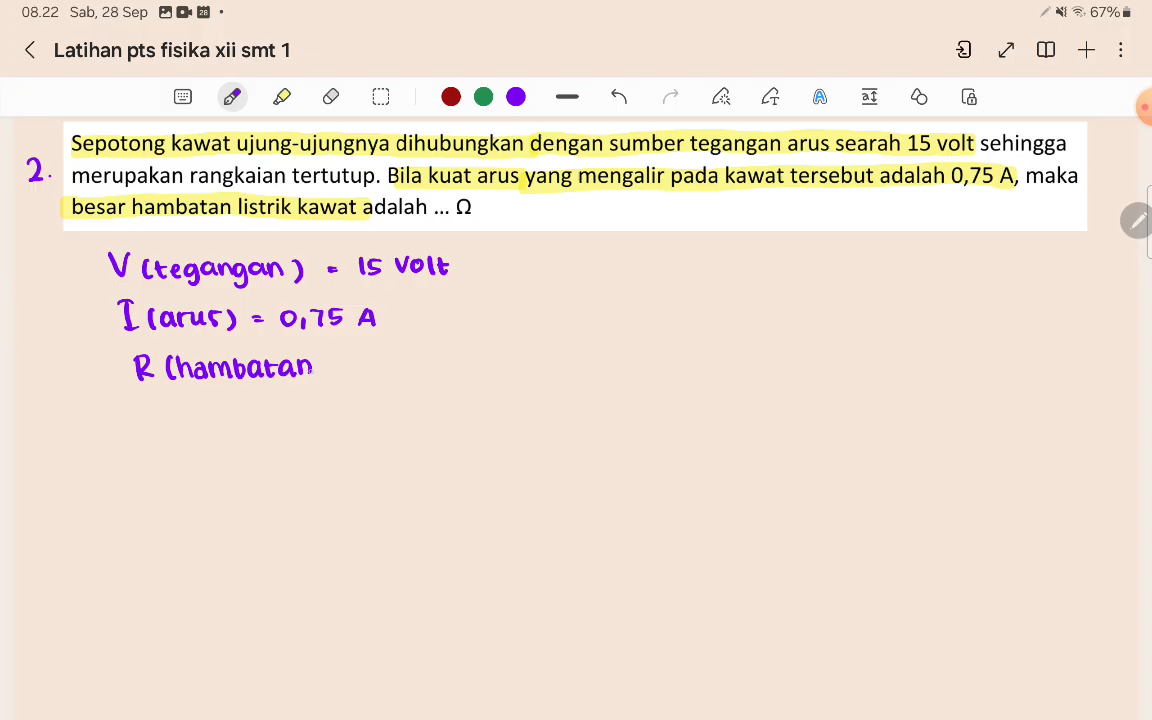 08.22 Sab, 28 Sep 28 • 67%
Latihan pts fisika xii smt 1
2. Sepotong kawat ujung-ujungnya dihubungkan dengan sumber tegangan arus searah 15 volt sehingga
merupakan rangkaian tertutup. Bila kuat arus yang mengalir pada kawat tersebut adalah 0,75 A, maka
besar hambatan listrik kawat adalah ... Ω
V (tegangan) = 15 volt
I (arus) = 0,75 A
R (hambatan